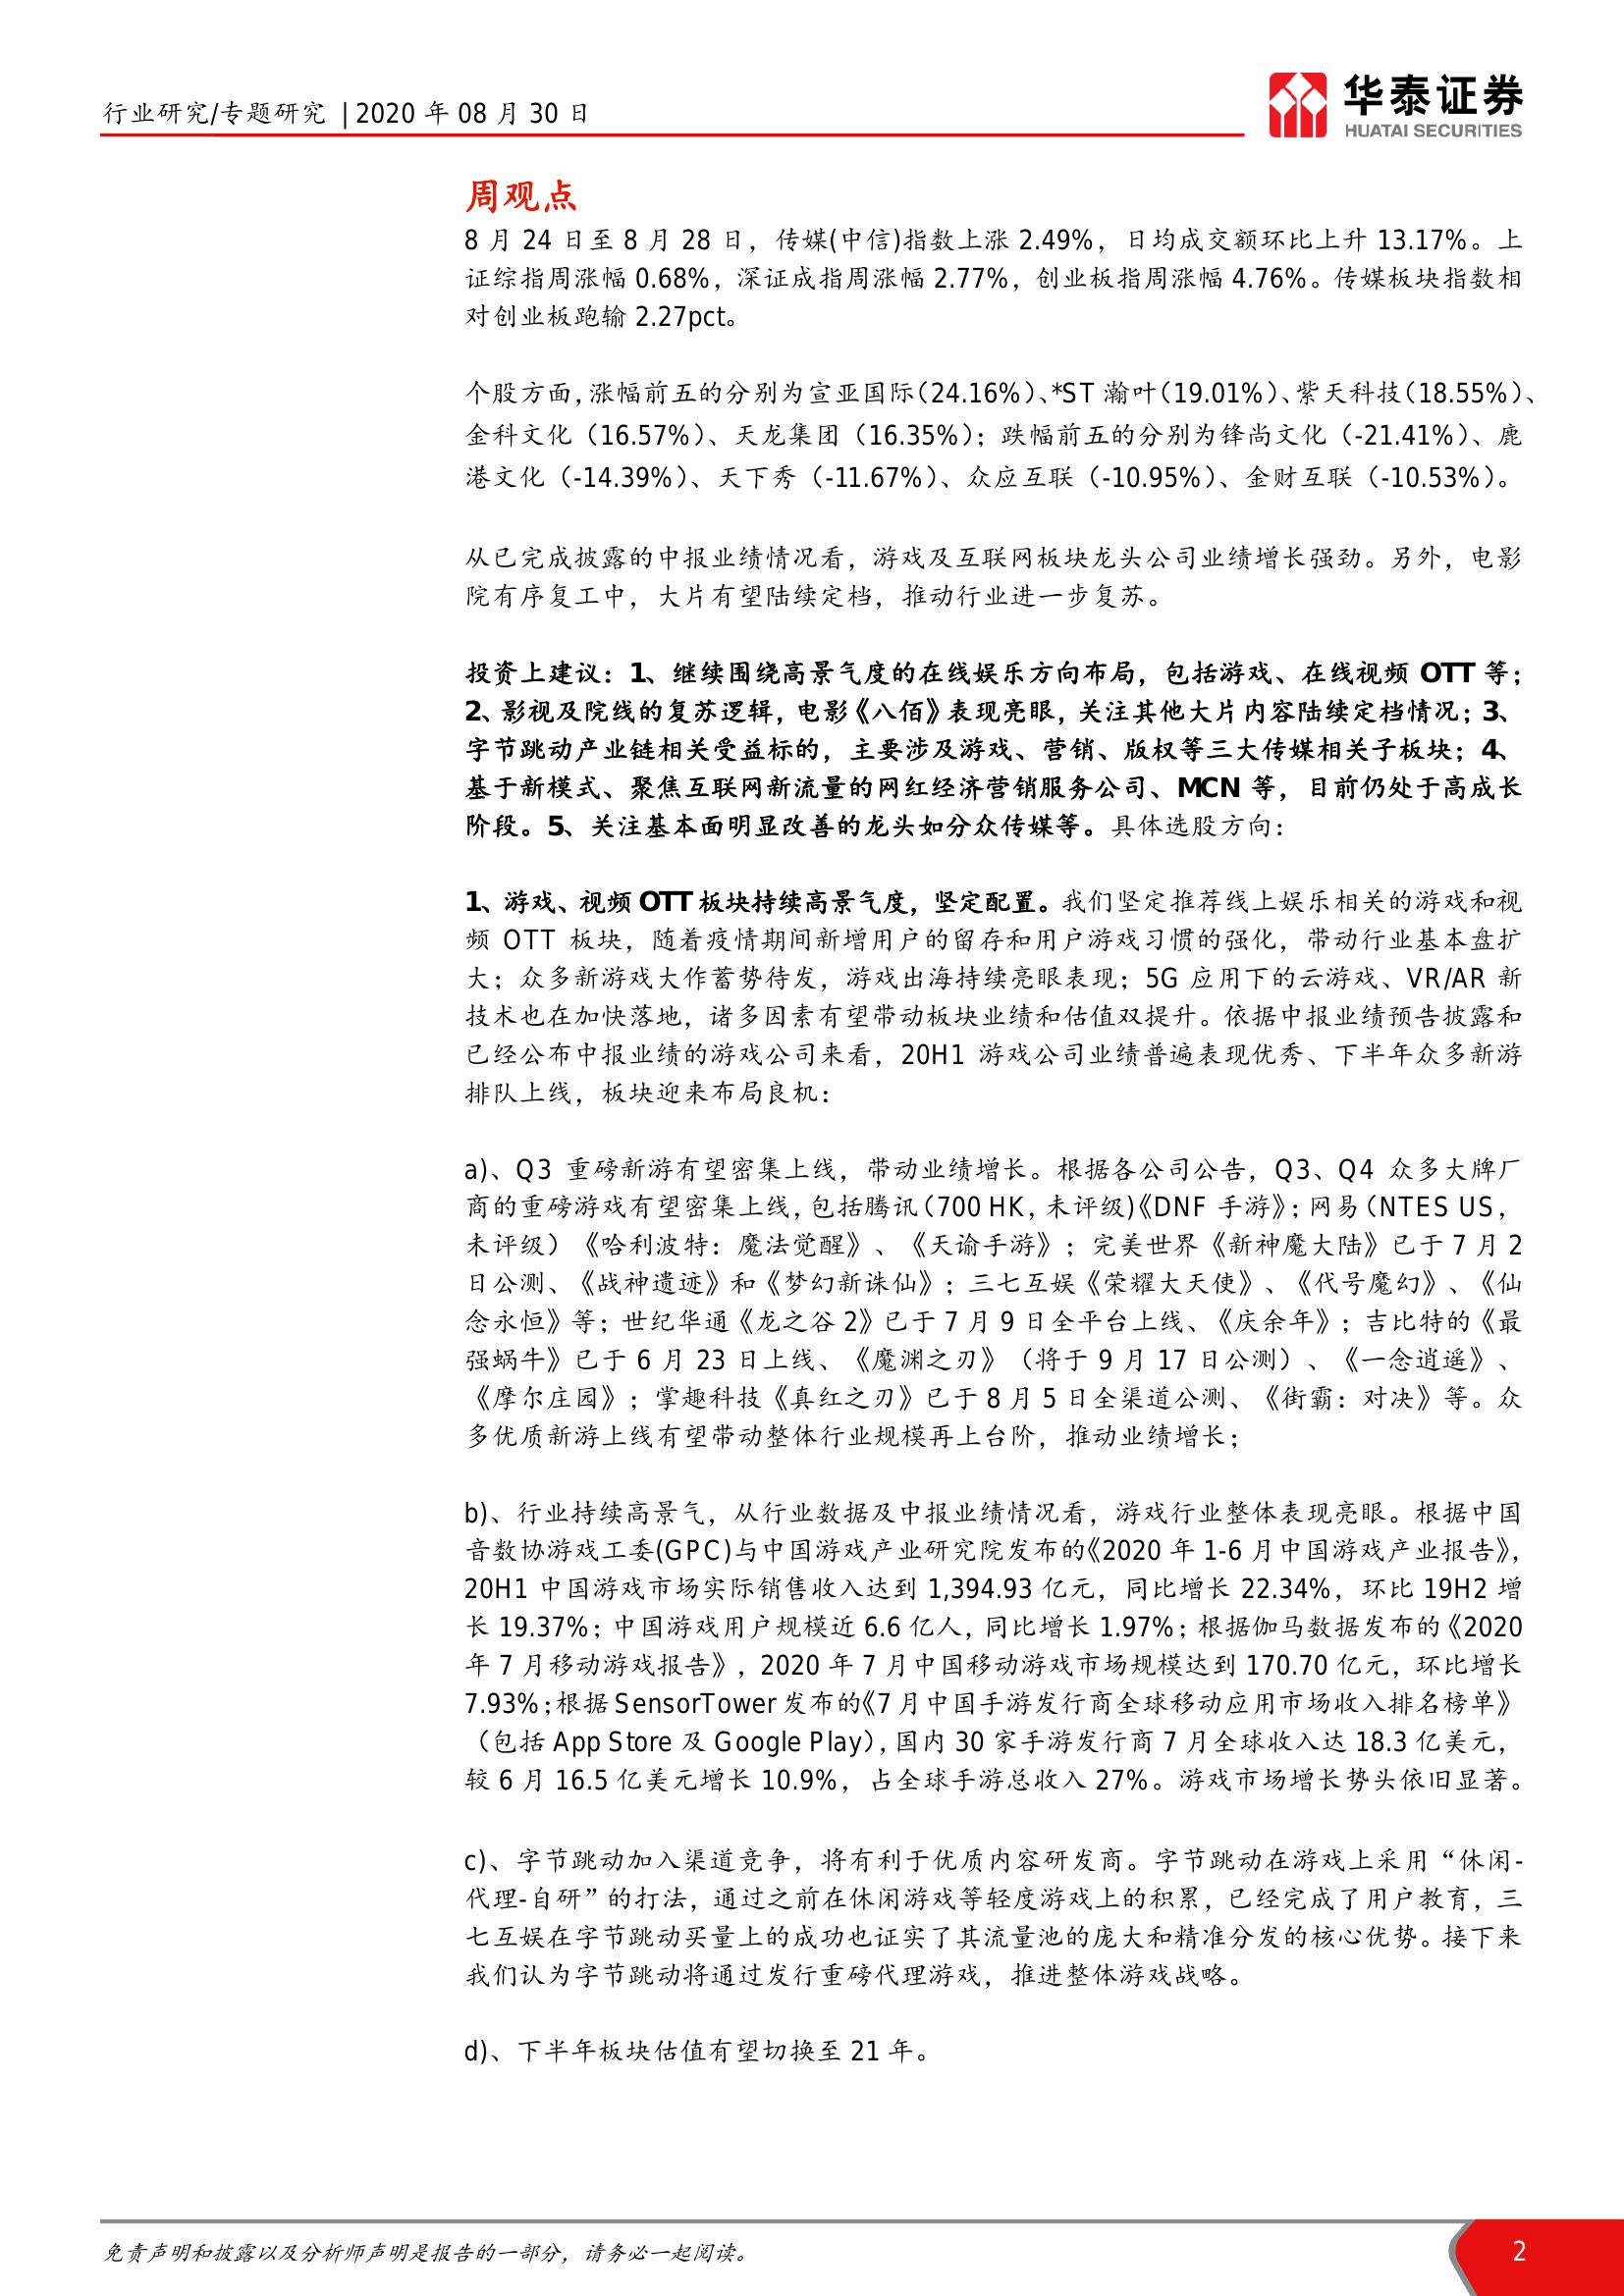 行业研究/专题研究 | 2020 年 08 月 30 日
华泰证券
HUATAI SECURITIES
周观点
8 月 24 日至 8 月 28 日，传媒(中信)指数上涨 2.49%，日均成交额环比上升 13.17%。上
证综指周涨幅 0.68%，深证成指周涨幅 2.77%，创业板指周涨幅 4.76%。传媒板块指数相
对创业板跑输 2.27pct。
个股方面，涨幅前五的分别为宣亚国际（24.16%）、*ST 瀚叶（19.01%）、紫天科技（18.55%）、
金科文化（16.57%）、天龙集团（16.35%）；跌幅前五的分别为锋尚文化（-21.41%）、鹿
港文化（-14.39%）、天下秀（-11.67%）、众应互联（-10.95%）、金财互联（-10.53%）。
从已完成披露的中报业绩情况看，游戏及互联网板块龙头公司业绩增长强劲。另外，电影
院有序复工中，大片有望陆续定档，推动行业进一步复苏。
投资上建议：1、继续围绕高景气度的在线娱乐方向布局，包括游戏、在线视频 OTT 等；
2、影视及院线的复苏逻辑，电影《八佰》表现亮眼，关注其他大片内容陆续定档情况；3、
字节跳动产业链相关受益标的，主要涉及游戏、营销、版权等三大传媒相关子板块；4、
基于新模式、聚焦互联网新流量的网红经济营销服务公司、MCN 等，目前仍处于高成长
阶段。5、关注基本面明显改善的龙头如分众传媒等。具体选股方向：
1、游戏、视频 OTT 板块持续高景气度，坚定配置。我们坚定推荐线上娱乐相关的游戏和视
频 OTT 板块，随着疫情期间新增用户的留存和用户游戏习惯的强化，带动行业基本盘扩
大；众多新游戏大作蓄势待发，游戏出海持续亮眼表现；5G 应用下的云游戏、VR/AR 新
技术也在加快落地，诸多因素有望带动板块业绩和估值双提升。依据中报业绩预告披露和
已经公布中报业绩的游戏公司来看，20H1 游戏公司业绩普遍表现优秀、下半年众多新游
排队上线，板块迎来布局良机：
a)、Q3 重磅新游有望密集上线，带动业绩增长。根据各公司公告，Q3、Q4 众多大牌厂
商的重磅游戏有望密集上线，包括腾讯（700 HK，未评级)《DNF 手游》；网易（NTES US，
未评级）《哈利波特：魔法觉醒》、《天谕手游》；完美世界《新神魔大陆》已于 7 月 2
日公测、《战神遗迹》和《梦幻新诛仙》；三七互娱《荣耀大天使》、《代号魔幻》、《仙
念永恒》等；世纪华通《龙之谷 2》已于 7 月 9 日全平台上线、《庆余年》；吉比特的《最
强蜗牛》已于 6 月 23 日上线、《魔渊之刃》（将于 9 月 17 日公测）、《一念逍遥》、
《摩尔庄园》；掌趣科技《真红之刃》已于 8 月 5 日全渠道公测、《街霸：对决》等。众
多优质新游上线有望带动整体行业规模再上台阶，推动业绩增长；
b)、行业持续高景气，从行业数据及中报业绩情况看，游戏行业整体表现亮眼。根据中国
音数协游戏工委(GPC)与中国游戏产业研究院发布的《2020 年 1-6 月中国游戏产业报告》，
20H1 中国游戏市场实际销售收入达到 1,394.93 亿元，同比增长 22.34%，环比 19H2 增
长 19.37%；中国游戏用户规模近 6.6 亿人，同比增长 1.97%；根据伽马数据发布的《2020
年 7 月移动游戏报告》，2020 年 7 月中国移动游戏市场规模达到 170.70 亿元，环比增长
7.93%；根据 SensorTower 发布的《7 月中国手游发行商全球移动应用市场收入排名榜单》
（包括 App Store 及 Google Play），国内 30 家手游发行商 7 月全球收入达 18.3 亿美元，
较 6 月 16.5 亿美元增长 10.9%，占全球手游总收入 27%。游戏市场增长势头依旧显著。
c)、字节跳动加入渠道竞争，将有利于优质内容研发商。字节跳动在游戏上采用“休闲-
代理-自研”的打法，通过之前在休闲游戏等轻度游戏上的积累，已经完成了用户教育，三
七互娱在字节跳动买量上的成功也证实了其流量池的庞大和精准分发的核心优势。接下来
我们认为字节跳动将通过发行重磅代理游戏，推进整体游戏战略。
d)、下半年板块估值有望切换至 21 年。
免责声明和披露以及分析师声明是报告的一部分，请务必一起阅读。
2